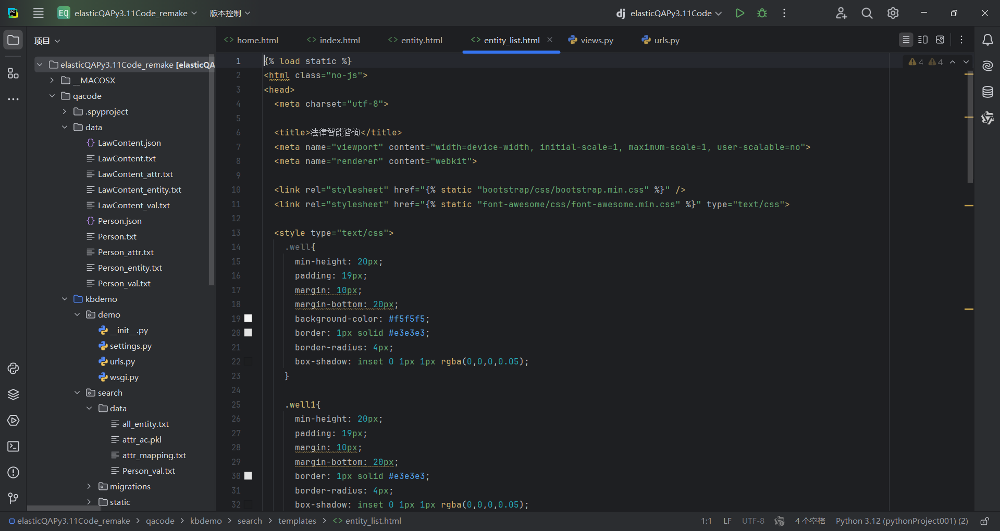 PC
EQ elasticQAPy3.11Code_remake 版本控制 dj elasticQAPy3.11Code
项目
home.html index.html entity.html entity_list.html views.py urls.py
elasticQAPy3.11Code_remake [elasticQA
__MACOSX
qacode
.spyproject
data
LawContent.json
LawContent.txt
LawContent_attr.txt
LawContent_entity.txt
LawContent_val.txt
Person.json
Person.txt
Person_attr.txt
Person_entity.txt
Person_val.txt
kbdemo
demo
__init__.py
settings.py
urls.py
wsgi.py
search
data
all_entity.txt
attr_ac.pkl
attr_mapping.txt
Person_val.txt
migrations
static
4 4
1 {% load static %}
2 <html class="no-js">
3 <head>
4 <meta charset="utf-8">
5
6 <title>法律智能咨询</title>
7 <meta name="viewport" content="width=device-width, initial-scale=1, maximum-scale=1, user-scalable=no">
8 <meta name="renderer" content="webkit">
9
10 <link rel="stylesheet" href="{% static "bootstrap/css/bootstrap.min.css" %}" />
11 <link rel="stylesheet" href="{% static "font-awesome/css/font-awesome.min.css" %}" type="text/css">
12
13 <style type="text/css">
14 .well{
15 min-height: 20px;
16 padding: 19px;
17 margin: 10px;
18 margin-bottom: 20px;
19 background-color: #f5f5f5;
20 border: 1px solid #e3e3e3;
21 border-radius: 4px;
22 box-shadow: inset 0 1px 1px rgba(0,0,0,0.05);
23 }
24
25 .well1{
26 min-height: 20px;
27 padding: 19px;
28 margin: 10px;
29 margin-bottom: 20px;
30 border: 1px solid #e3e3e3;
31 border-radius: 4px;
32 box-shadow: inset 0 1px 1px rgba(0,0,0,0.05);
elasticQAPy3.11Code_remake > qacode > kbdemo > search > templates > <> entity_list.html 1:1 LF UTF-8 4 个空格 Python 3.12 (pythonProject001) (2)